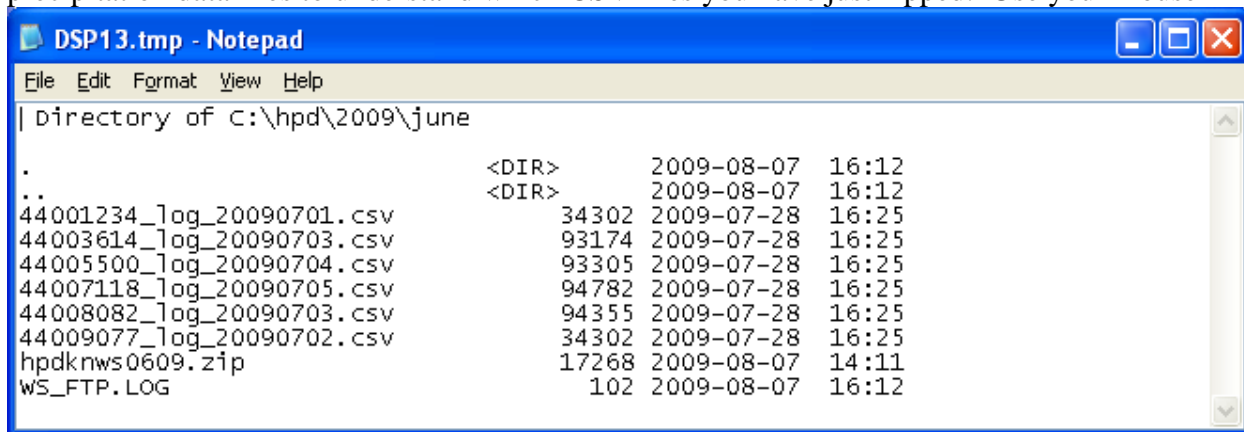 DSP13.tmp - Notepad
File Edit Format View Help
Directory of C:\hpd\2009\june
. <DIR> 2009-08-07 16:12
.. <DIR> 2009-08-07 16:12
44001234_log_20090701.csv 34302 2009-07-28 16:25
44003614_log_20090703.csv 93174 2009-07-28 16:25
44005500_log_20090704.csv 93305 2009-07-28 16:25
44007118_log_20090705.csv 94782 2009-07-28 16:25
44008082_log_20090703.csv 94355 2009-07-28 16:25
44009077_log_20090702.csv 34302 2009-07-28 16:25
hpdknws0609.zip 17268 2009-08-07 14:11
WS_FTP.LOG 102 2009-08-07 16:12